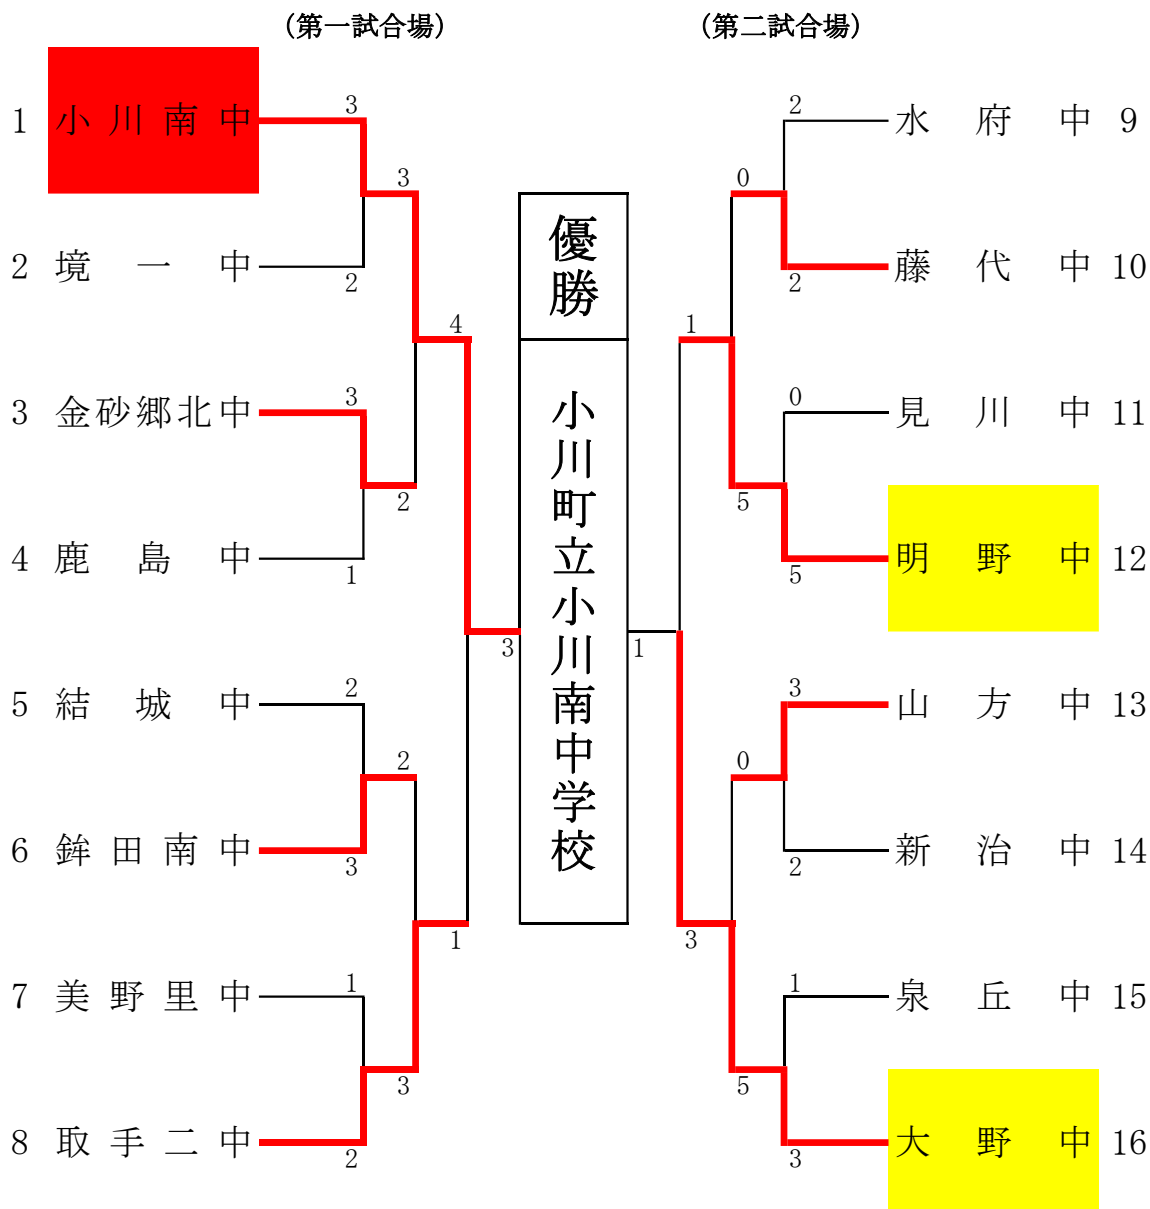 (第一試合場)
(第二試合場)
1 小川南中 3
2 水府中 9
3
0
2 境一中 2
2 藤代中 10
優勝
4
1
3 金砂郷北中 3
0 見川中 11
2
5
4 鹿島中 1
5 明野中 12
小川町立小川南中学校
3
1
5 結城中 2
3 山方中 13
2
0
6 鉾田南中 3
2 新治中 14
1
3
7 美野里中 1
1 泉丘中 15
3
5
8 取手二中 2
3 大野中 16